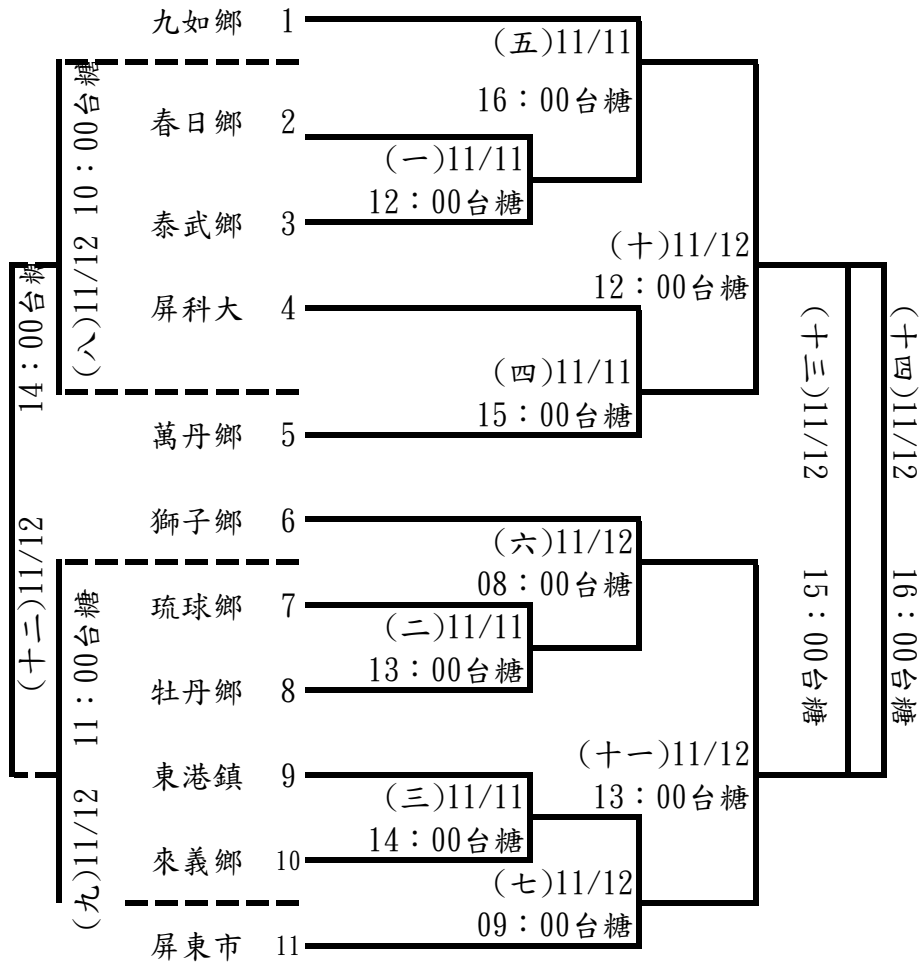 九如鄉 1
(五)11/11
16：00台糖
春日鄉 2
(一)11/11
12：00台糖
泰武鄉 3
(十)11/12
12：00台糖
屏科大 4
(四)11/11
15：00台糖
萬丹鄉 5
獅子鄉 6
(六)11/12
08：00台糖
琉球鄉 7
(二)11/11
13：00台糖
牡丹鄉 8
(十一)11/12
13：00台糖
東港鎮 9
(三)11/11
14：00台糖
來義鄉 10
(七)11/12
09：00台糖
屏東市 11
(八)11/12 10：00台糖
(九)11/12 11：00台糖
(十二)11/12 14：00台糖
(十三)11/12 15：00台糖
(十四)11/12 16：00台糖